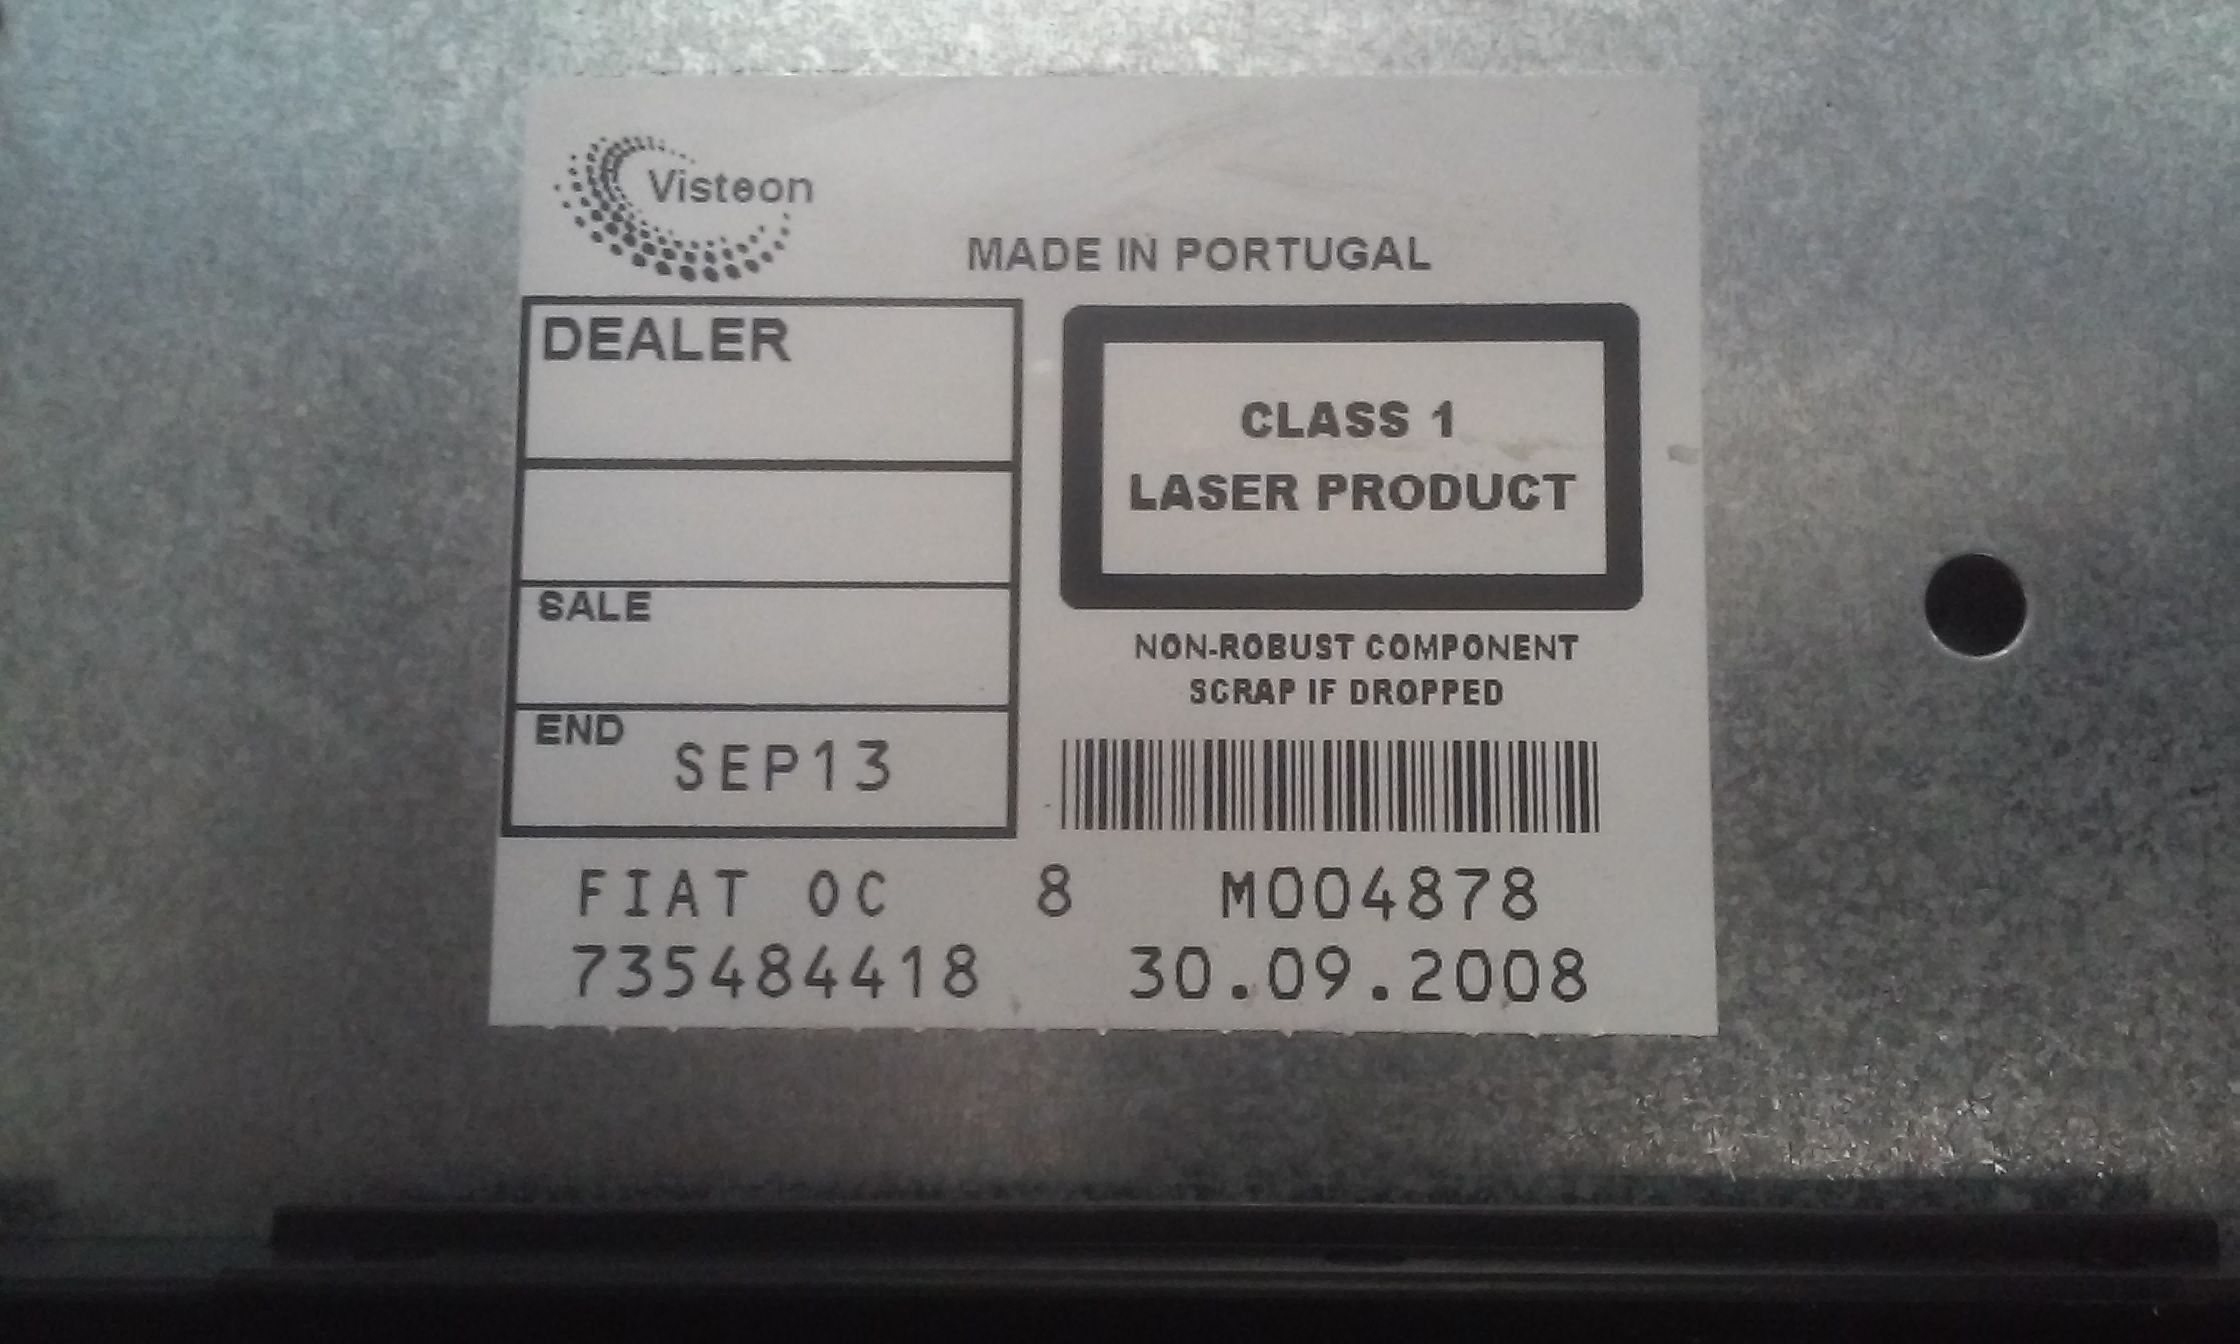 Visteon
MADE IN PORTUGAL
DEALER
CLASS 1
LASER PRODUCT
SALE
NON-ROBUST COMPONENT
SCRAP IF DROPPED
END SEP13
FIAT OC 8 M004878
735484418 30.09.2008